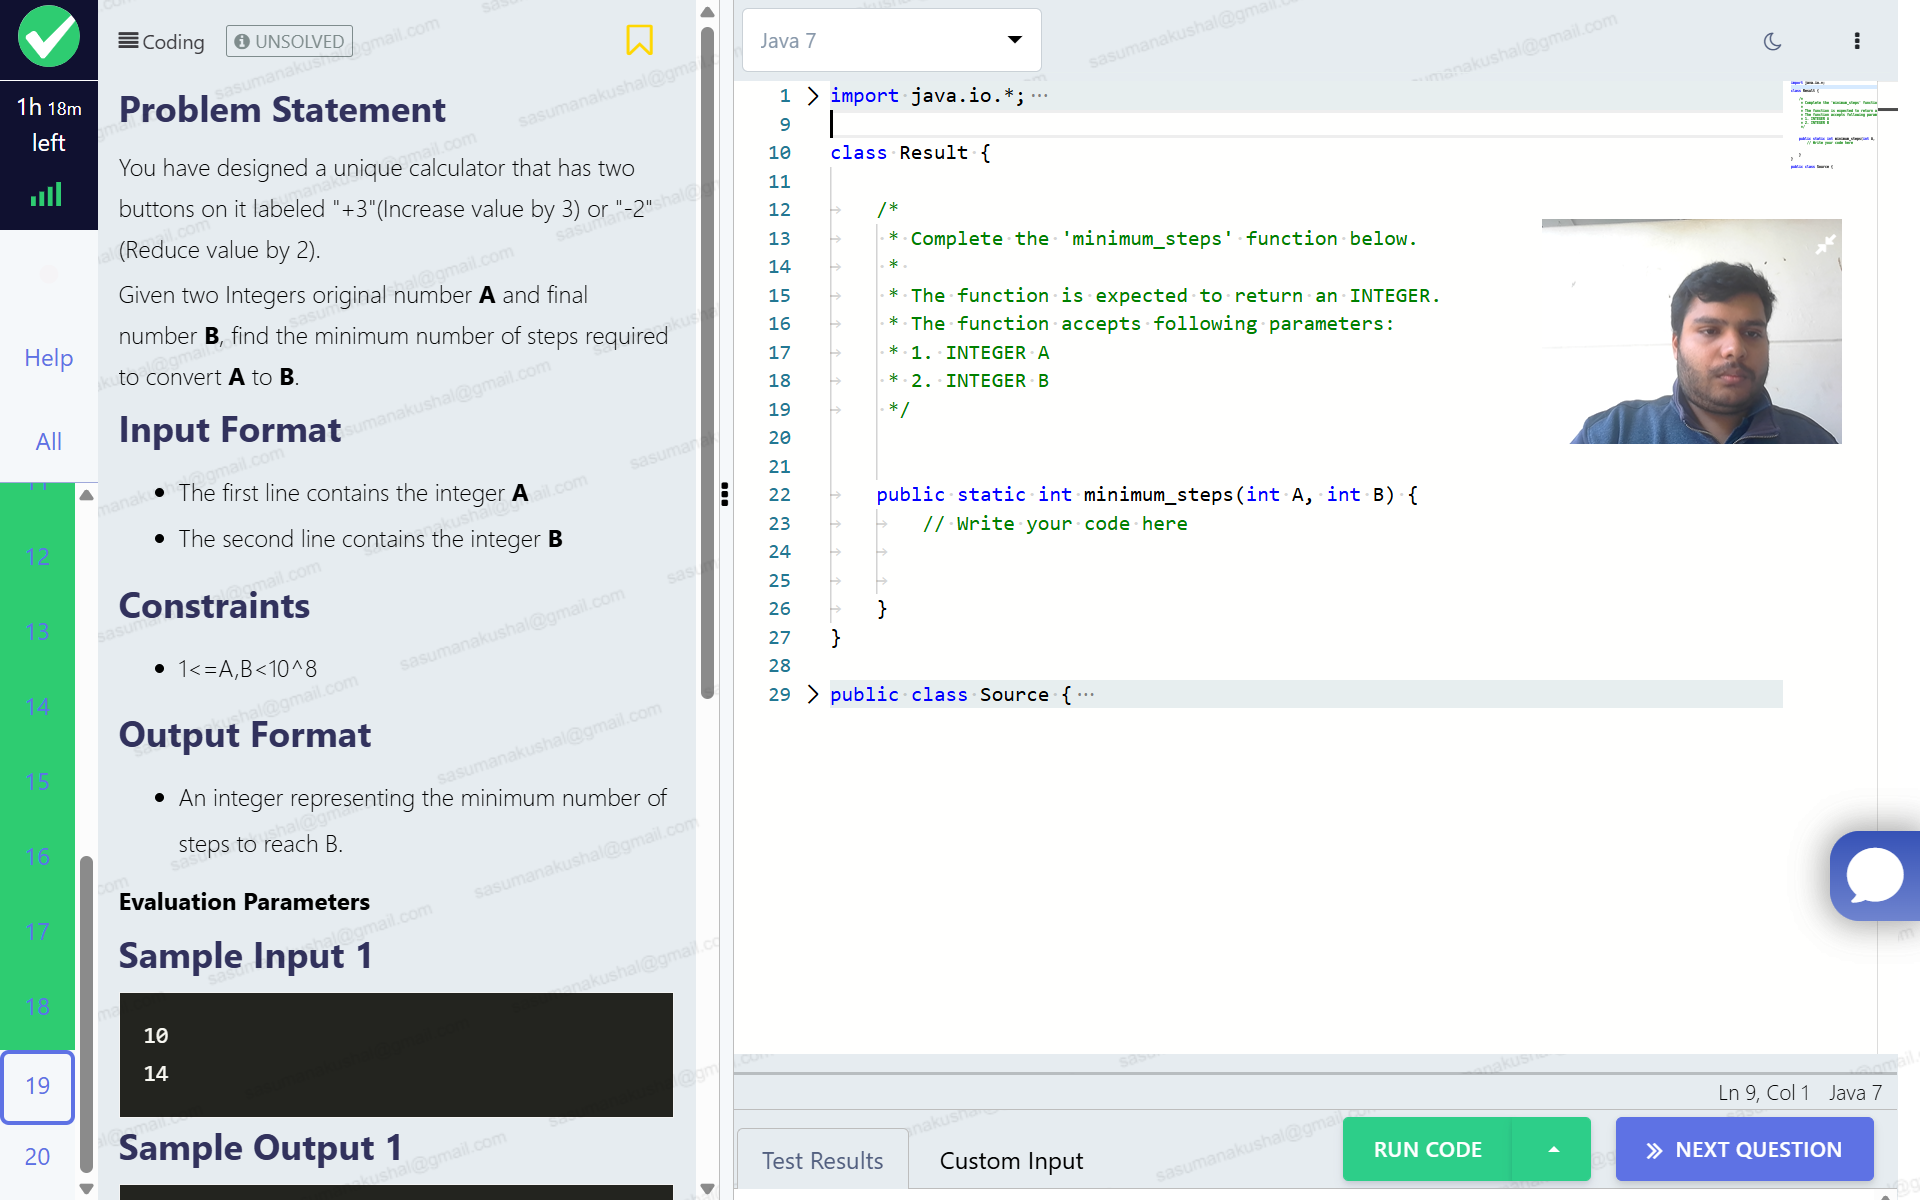 1h 18m
left
Help
All
11
12
13
14
15
16
17
18
19
20
Coding
UNSOLVED
Problem Statement
You have designed a unique calculator that has two
buttons on it labeled "+3"(Increase value by 3) or "-2"
(Reduce value by 2).
Given two Integers original number A and final
number B, find the minimum number of steps required
to convert A to B.
Input Format
The first line contains the integer A
The second line contains the integer B
Constraints
1<=A,B<10^8
Output Format
An integer representing the minimum number of
steps to reach B.
Evaluation Parameters
Sample Input 1
10
14
Sample Output 1
Java 7
1 import java.io.*; ...
9
10 class Result {
11
12 /*
13 * Complete the 'minimum_steps' function below.
14 *
15 * The function is expected to return an INTEGER.
16 * The function accepts following parameters:
17 * 1. INTEGER A
18 * 2. INTEGER B
19 */
20
21
22 public static int minimum_steps(int A, int B) {
23 // Write your code here
24
25
26 }
27 }
28
29 public class Source { ...
Ln 9, Col 1 Java 7
Test Results
Custom Input
RUN CODE
NEXT QUESTION
sasumanakushal@gmail.com